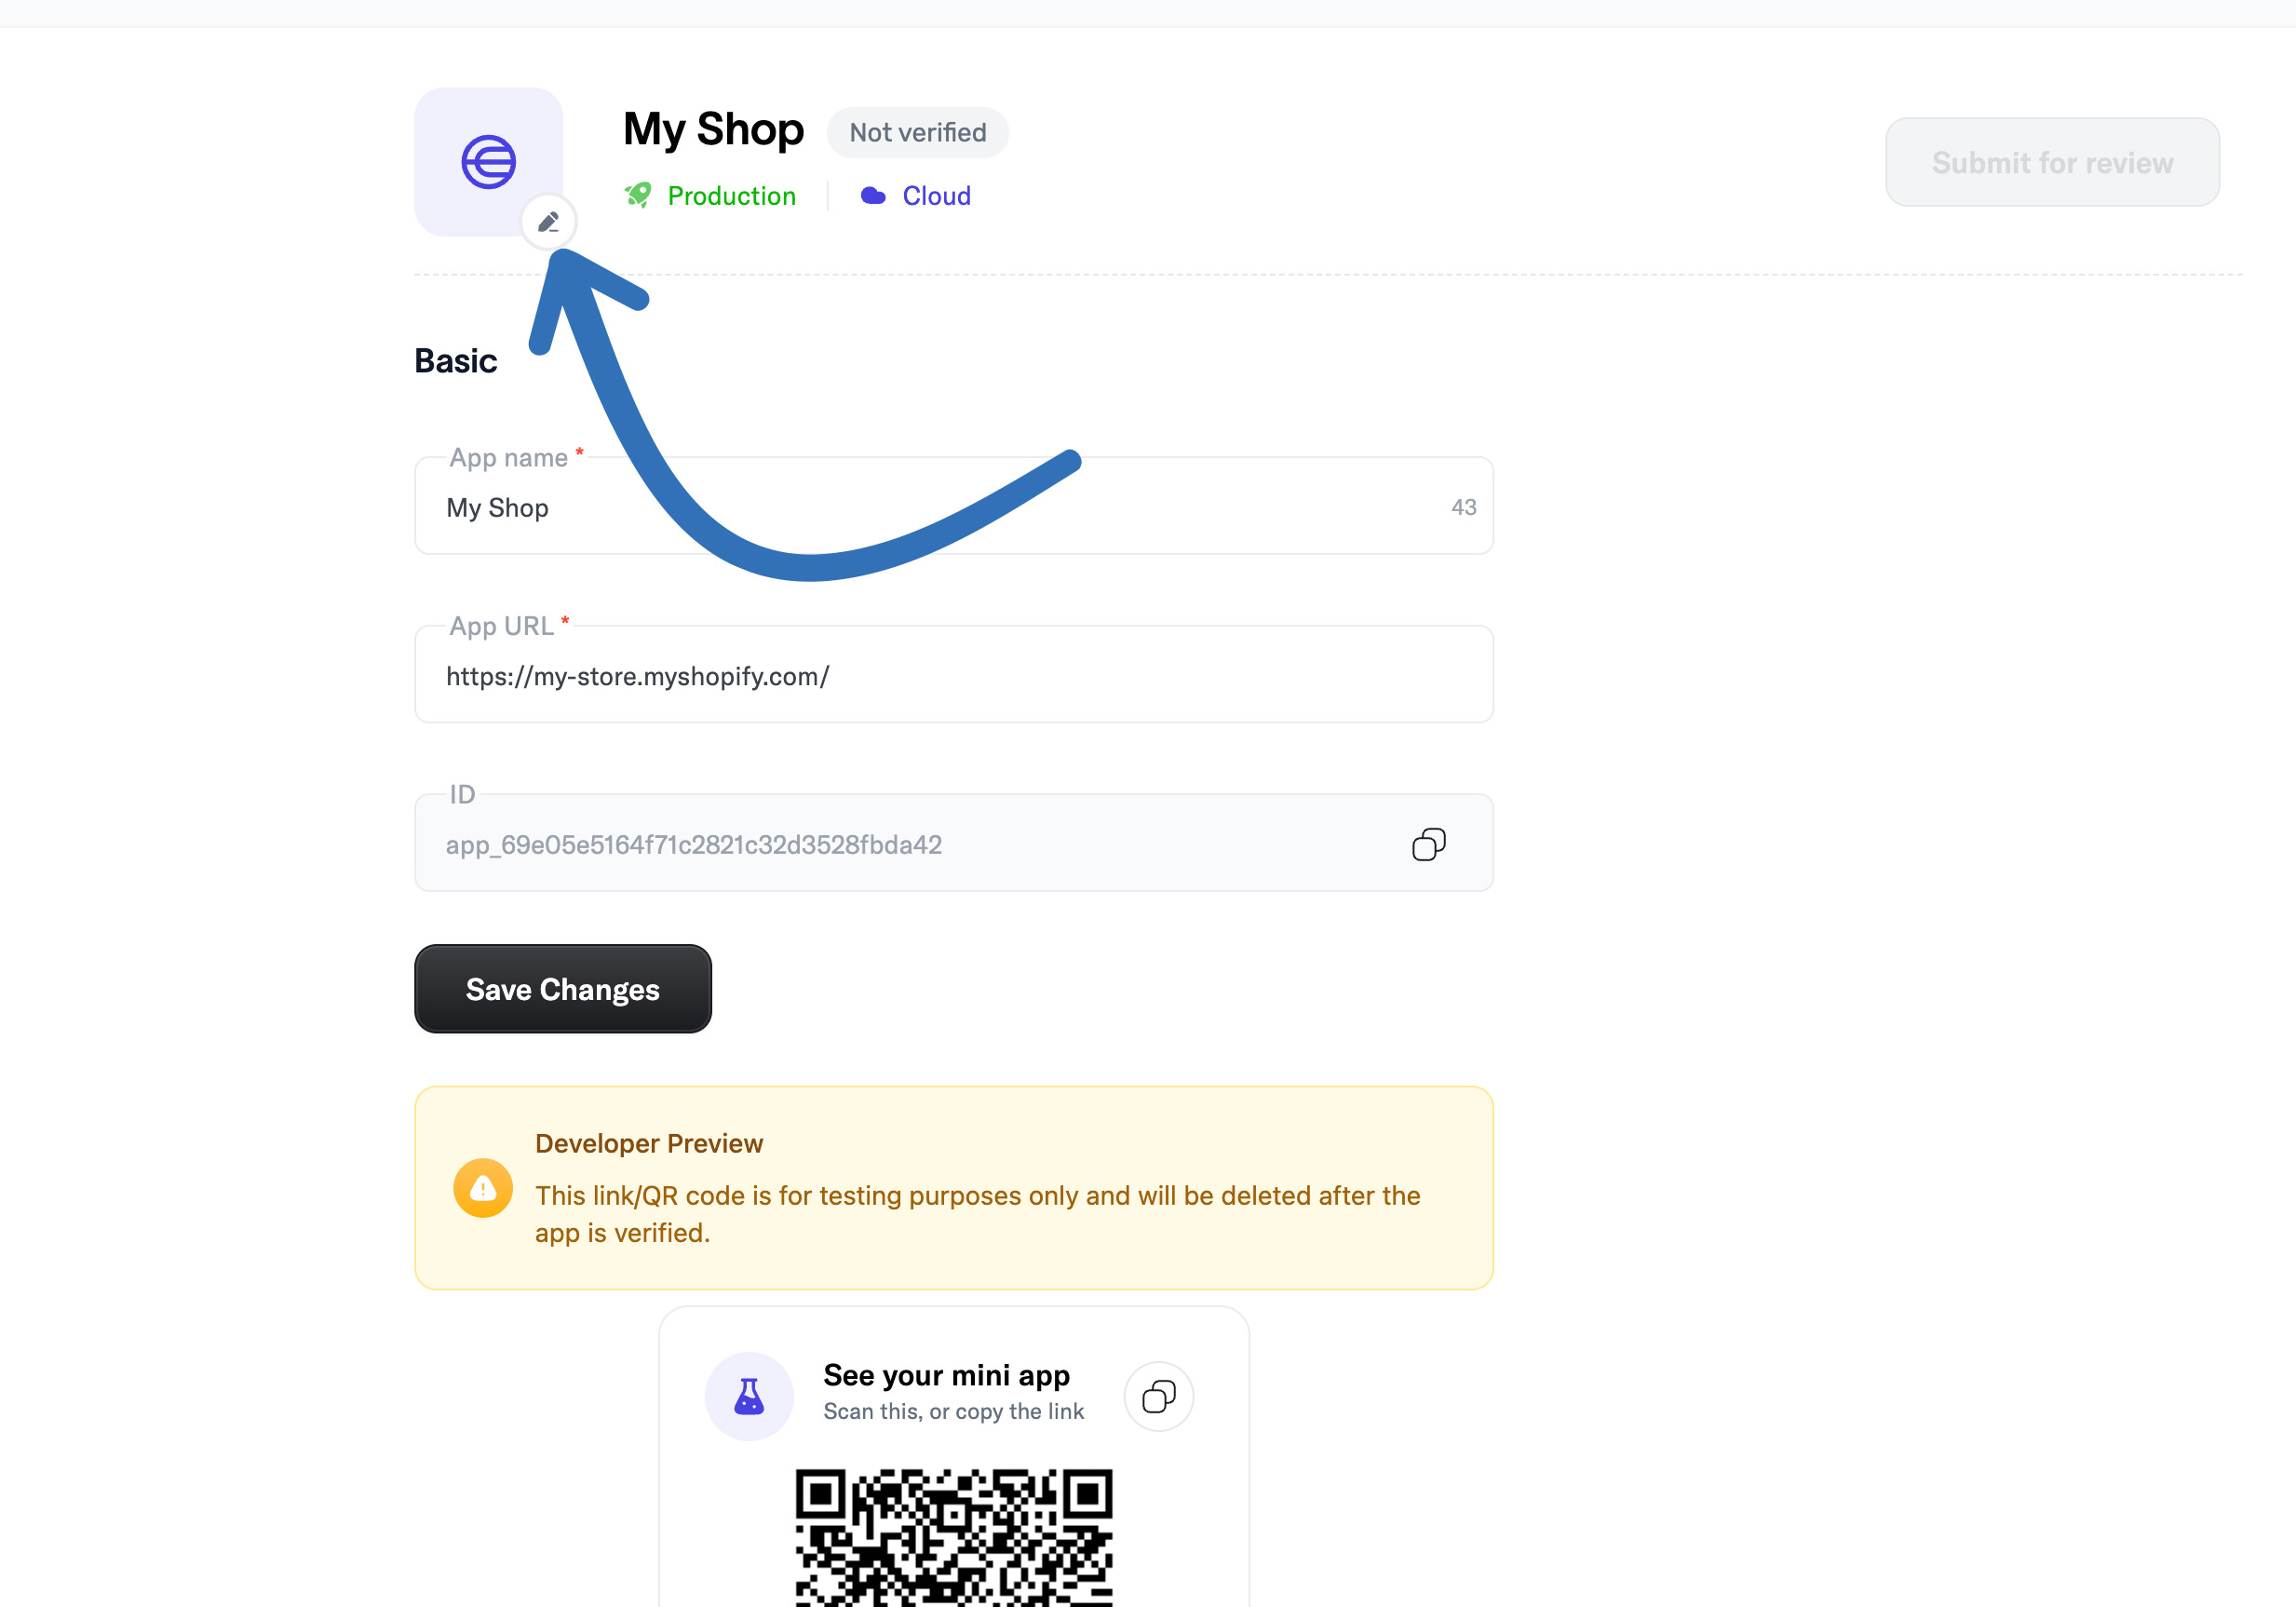 My Shop
Not verified
Production
Cloud
Submit for review
Basic
App name *
My Shop
43
App URL *
https://my-store.myshopify.com/
ID
app_69e05e5164f71c2821c32d3528fbda42
Save Changes
Developer Preview
This link/QR code is for testing purposes only and will be deleted after the
app is verified.
See your mini app
Scan this, or copy the link